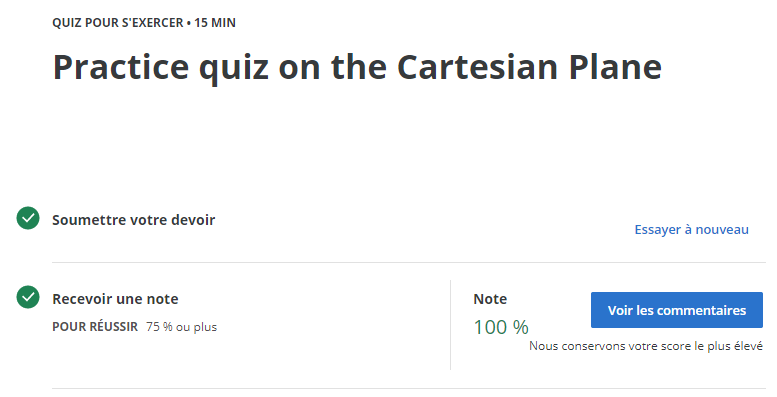 QUIZ POUR S'EXERCER • 15 MIN
Practice quiz on the Cartesian Plane
Soumettre votre devoir
Essayer à nouveau
Recevoir une note
POUR RÉUSSIR 75 % ou plus
Note
100 %
Voir les commentaires
Nous conservons votre score le plus élevé